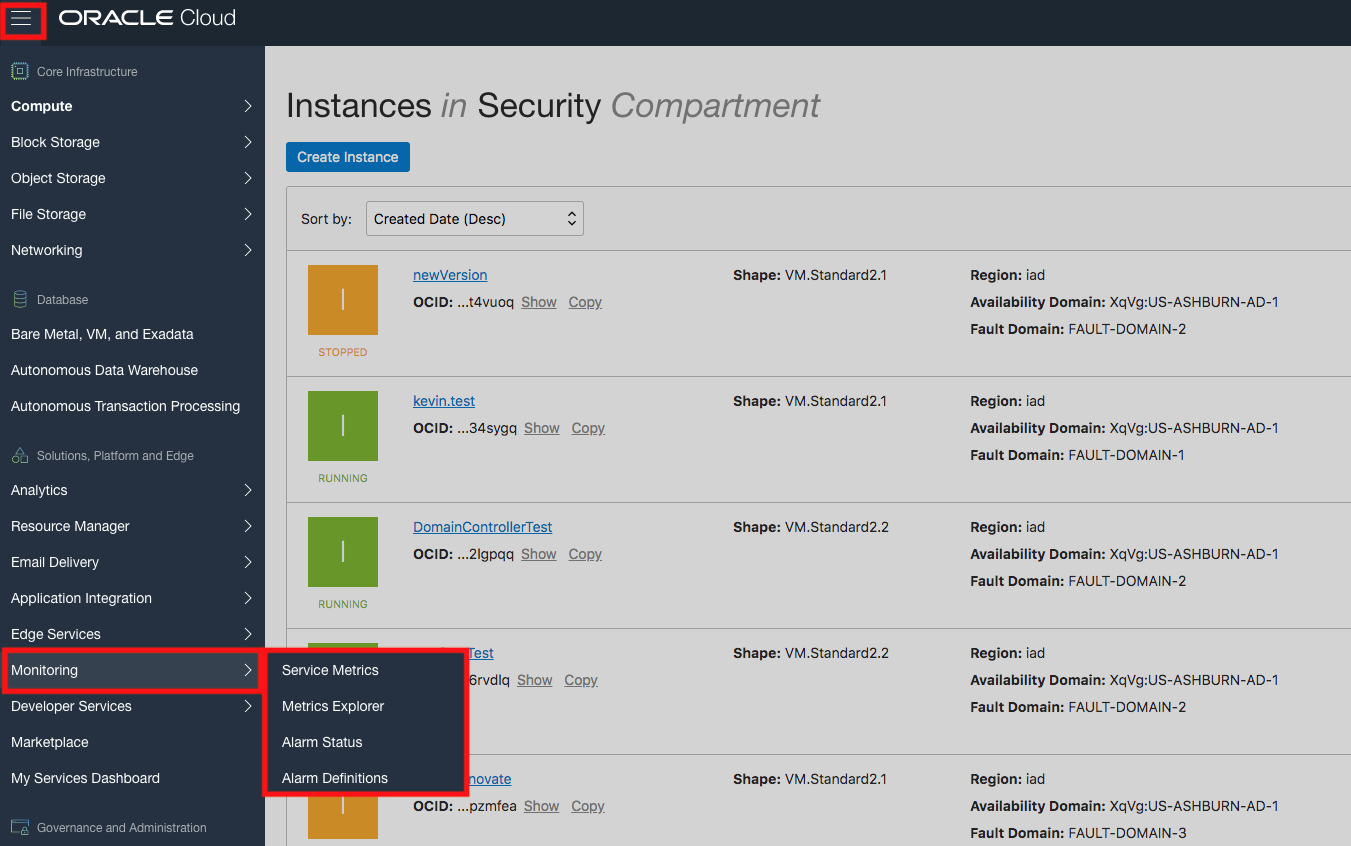 ORACLE Cloud
Core Infrastructure
Compute
Block Storage
Object Storage
File Storage
Networking
Database
Bare Metal, VM, and Exadata
Autonomous Data Warehouse
Autonomous Transaction Processing
Solutions, Platform and Edge
Analytics
Resource Manager
Email Delivery
Application Integration
Edge Services
Monitoring
Developer Services
Marketplace
My Services Dashboard
Governance and Administration
Service Metrics
Metrics Explorer
Alarm Status
Alarm Definitions
Instances in Security Compartment
Create Instance
Sort by: Created Date (Desc)
I
STOPPED
newVersion
OCID: ...t4vuoq Show Copy
Shape: VM.Standard2.1
Region: iad
Availability Domain: XqVg:US-ASHBURN-AD-1
Fault Domain: FAULT-DOMAIN-2
I
RUNNING
kevin.test
OCID: ...34sygq Show Copy
Shape: VM.Standard2.1
Region: iad
Availability Domain: XqVg:US-ASHBURN-AD-1
Fault Domain: FAULT-DOMAIN-1
I
RUNNING
DomainControllerTest
OCID: ...2lgpqq Show Copy
Shape: VM.Standard2.2
Region: iad
Availability Domain: XqVg:US-ASHBURN-AD-1
Fault Domain: FAULT-DOMAIN-2
Test
6rvdlq Show Copy
Shape: VM.Standard2.2
Region: iad
Availability Domain: XqVg:US-ASHBURN-AD-1
Fault Domain: FAULT-DOMAIN-2
I
novate
OCID: ...pzmfea Show Copy
Shape: VM.Standard2.1
Region: iad
Availability Domain: XqVg:US-ASHBURN-AD-1
Fault Domain: FAULT-DOMAIN-3